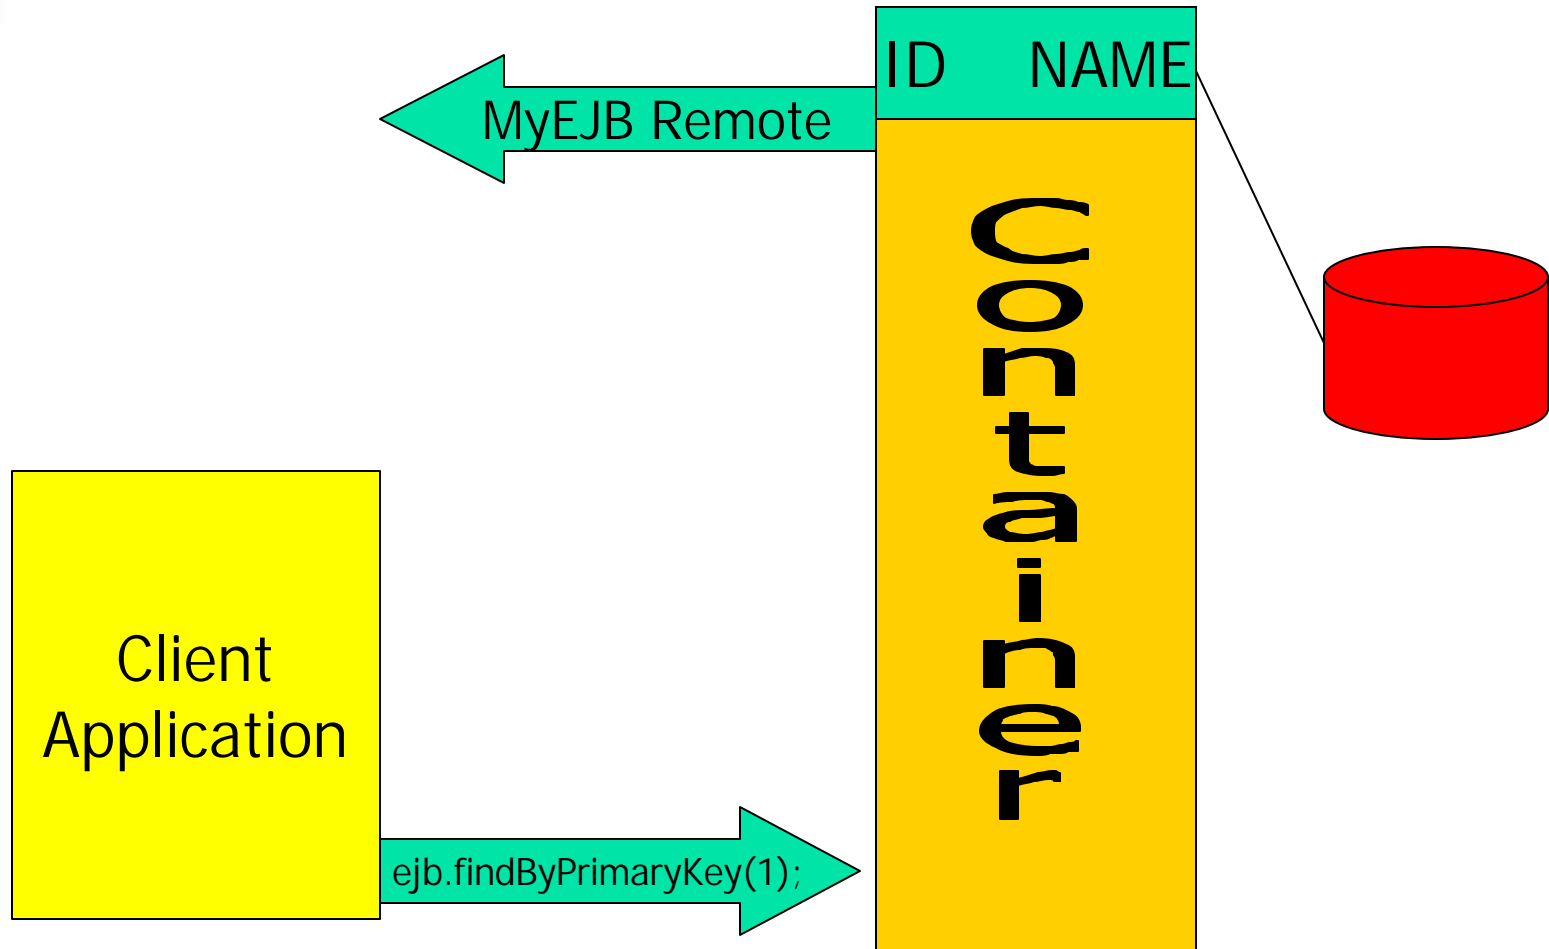 ID NAME
MyEJB Remote
Container
Client
Application
ejb.findByPrimaryKey(1);